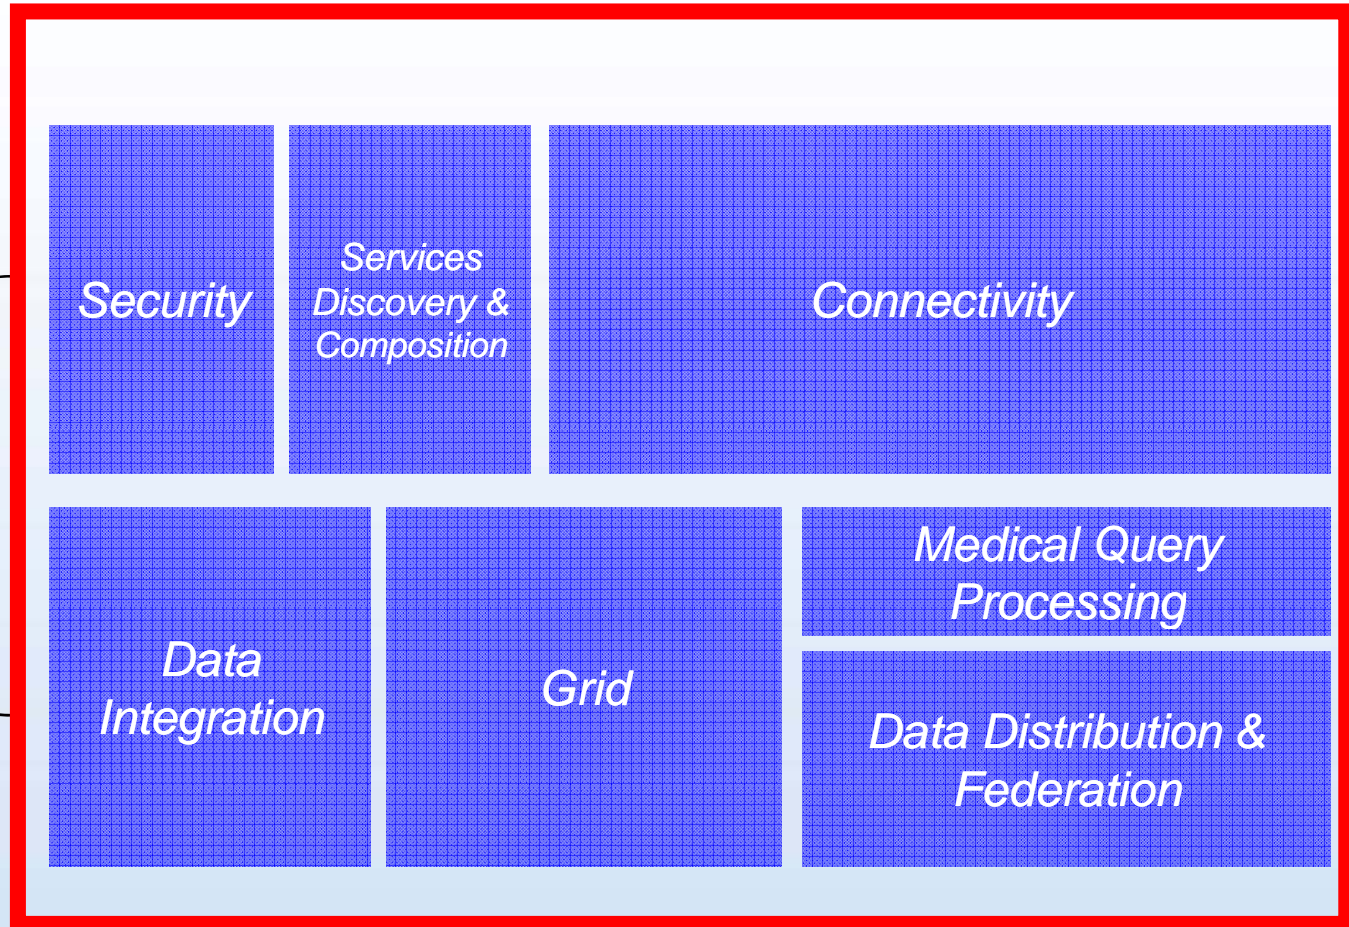 Security
Services
Discovery &
Composition
Connectivity
Data
Integration
Grid
Medical Query
Processing
Data Distribution &
Federation